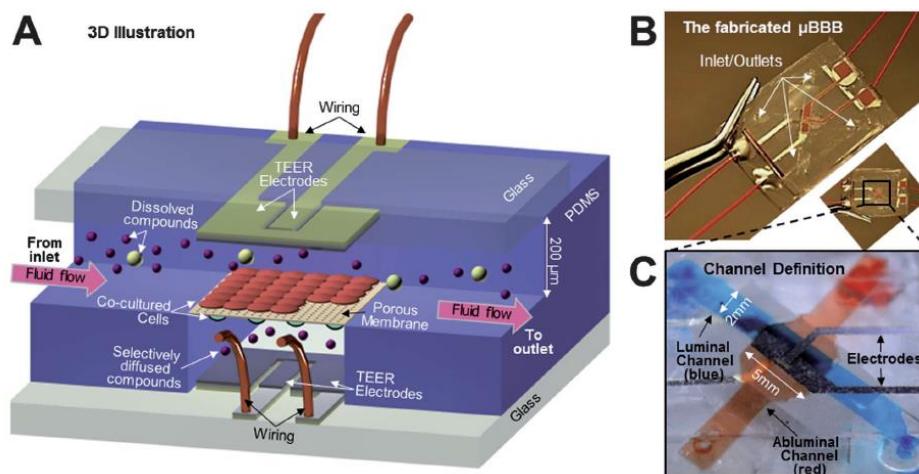 A
3D Illustration
Wiring
TEER
Electrodes
Glass
PDMS
Dissolved
compounds
200 µm
From
inlet
Fluid flow
Fluid flow
Co-cultured
Cells
Porous
Membrane
To
outlet
Selectively
diffused
compounds
TEER
Electrodes
Glass
Wiring
B
The fabricated µBBB
Inlet/Outlets
C
Channel Definition
2mm
Luminal
Channel
(blue)
Electrodes
5mm
Abluminal
Channel
(red)